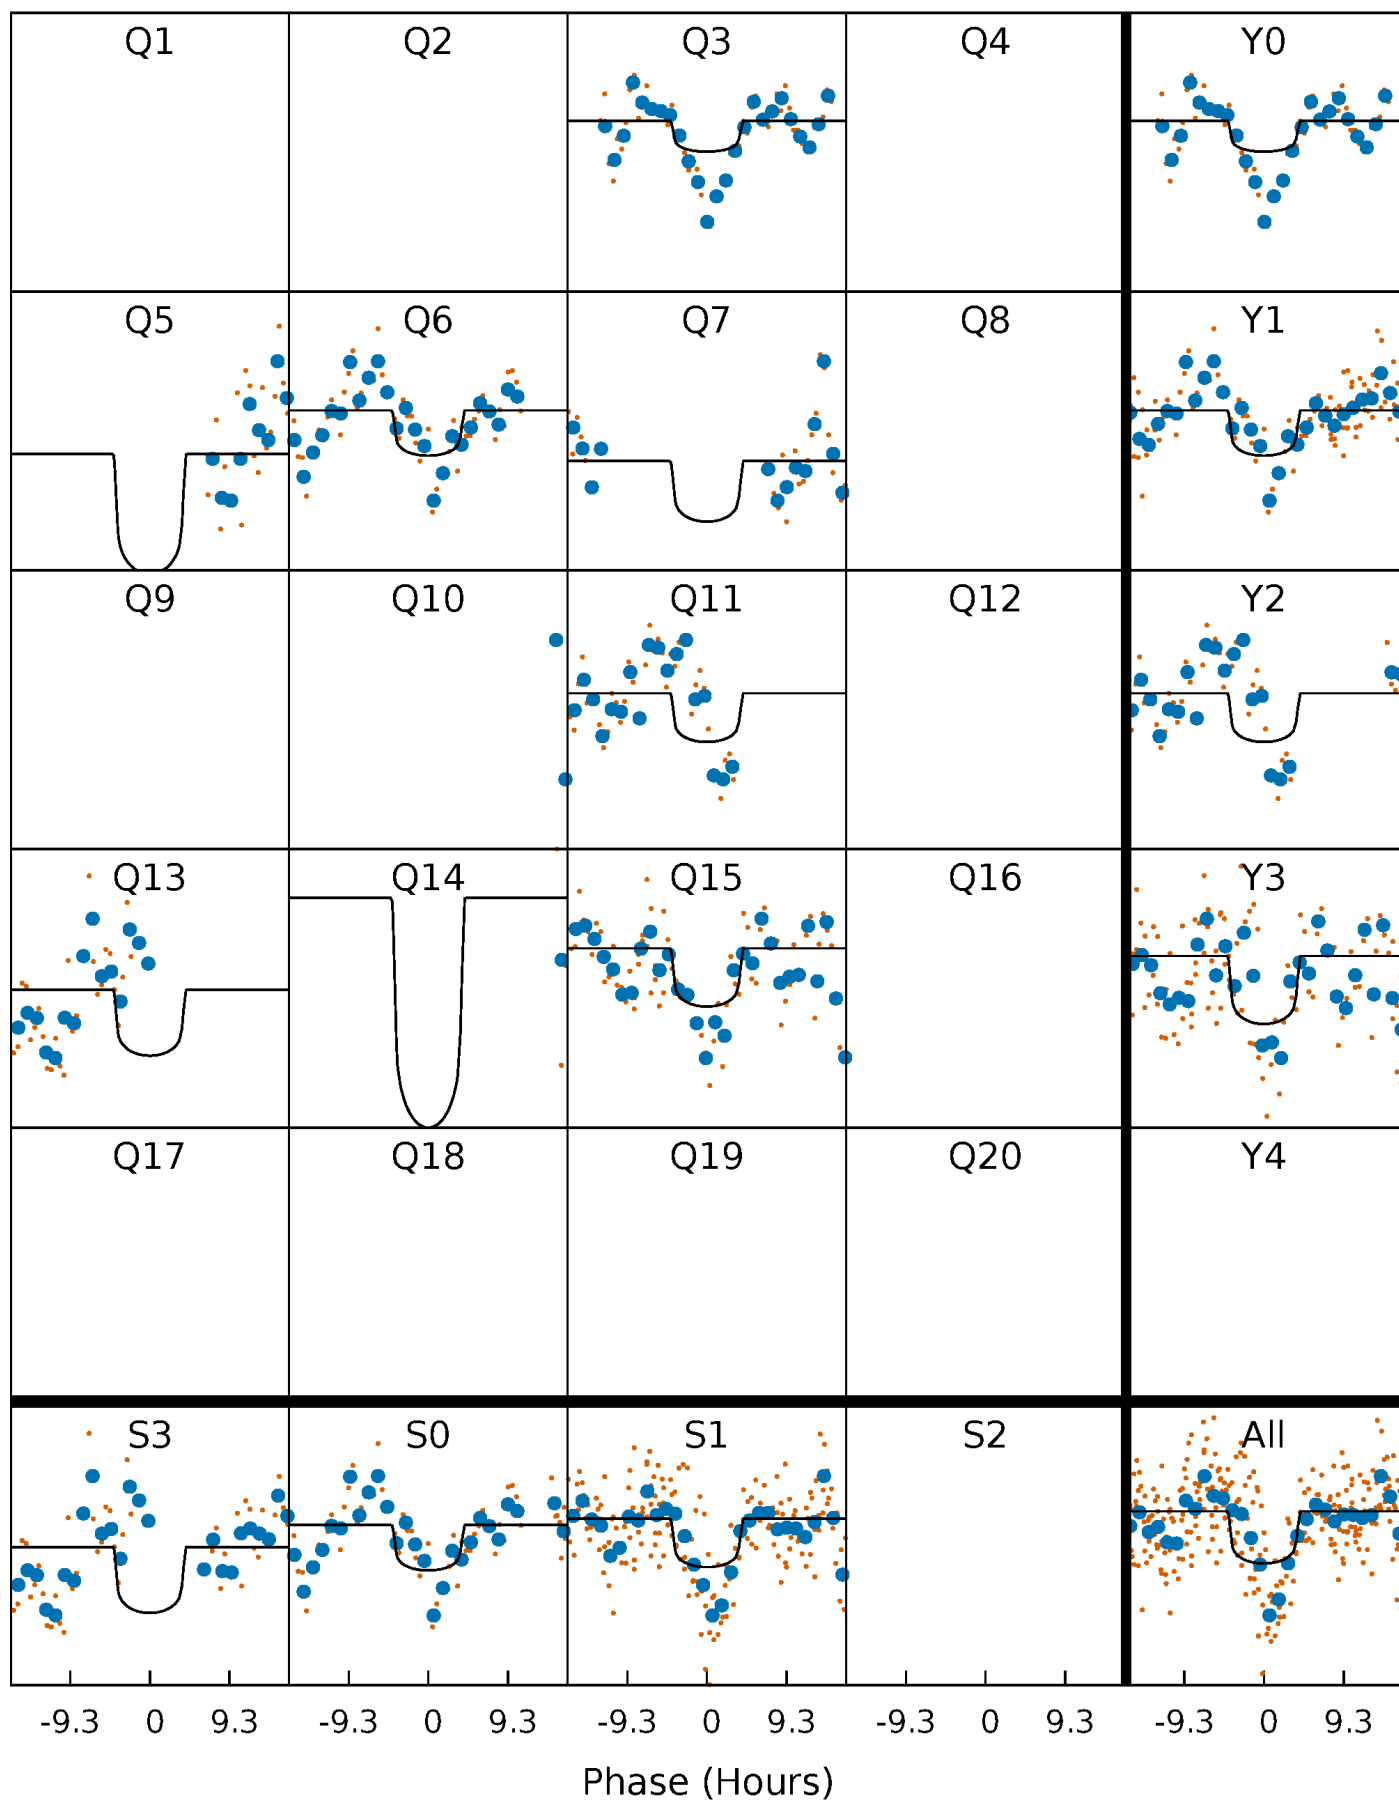 Q1 Q2 Q3 Q4 Y0
Q5 Q6 Q7 Q8 Y1
Q9 Q10 Q11 Q12 Y2
Q13 Q14 Q15 Q16 Y3
Q17 Q18 Q19 Q20 Y4
S3 S0 S1 S2 All
-9.3 0 9.3 -9.3 0 9.3 -9.3 0 9.3 -9.3 0 9.3 -9.3 0 9.3
Phase (Hours)